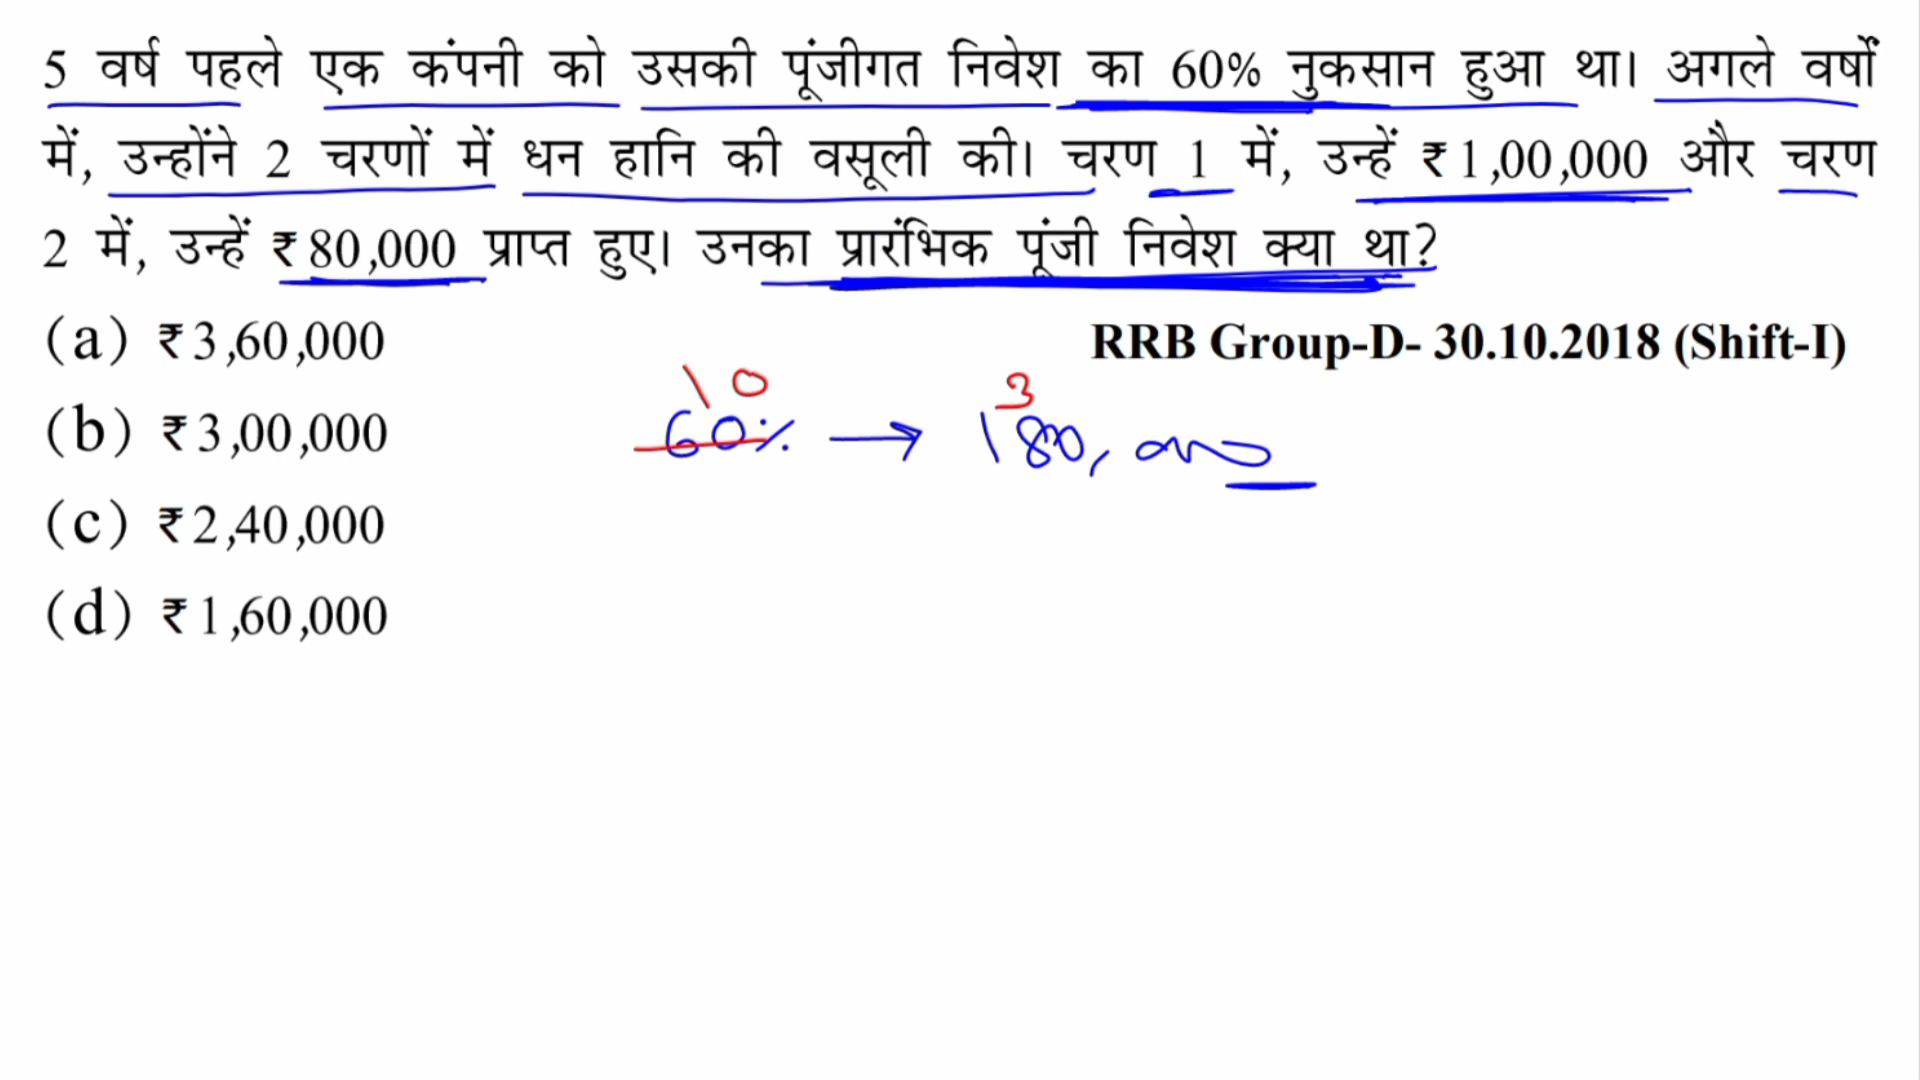 5 वर्ष पहले एक कंपनी को उसकी पूंजीगत निवेश का 60% नुकसान हुआ था। अगले वर्षों
में, उन्होंने 2 चरणों में धन हानि की वसूली की। चरण 1 में, उन्हें ₹1,00,000 और चरण
2 में, उन्हें ₹80,000 प्राप्त हुए। उनका प्रारंभिक पूंजी निवेश क्या था?
(a) ₹3,60,000
RRB Group-D- 30.10.2018 (Shift-I)
10 3
(b) ₹3,00,000
60% → 180,
(c) ₹2,40,000
(d) ₹1,60,000